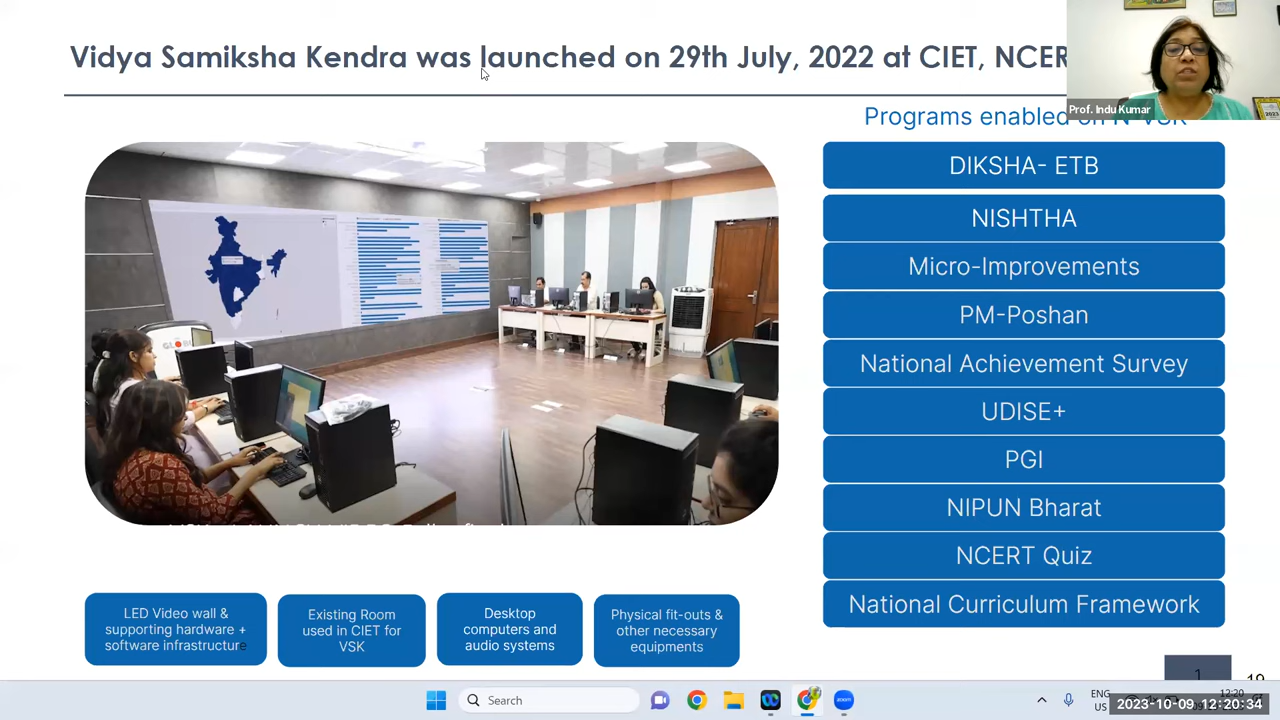 Vidya Samiksha Kendra was launched on 29th July, 2022 at CIET,
Prof. Indu Kumar
Programs enabled on
DIKSHA- ETB
NISHTHA
Micro-Improvements
PM-Poshan
National Achievement Survey
UDISE+
PGI
NIPUN Bharat
NCERT Quiz
National Curriculum Framework
LED Video wall &
supporting hardware +
software infrastructure
Existing Room
used in CIET for
VSK
Desktop
computers and
audio systems
Physical fit-outs &
other necessary
equipments
Search
ENG
US
12:20
2023-10-09, 12:20:34